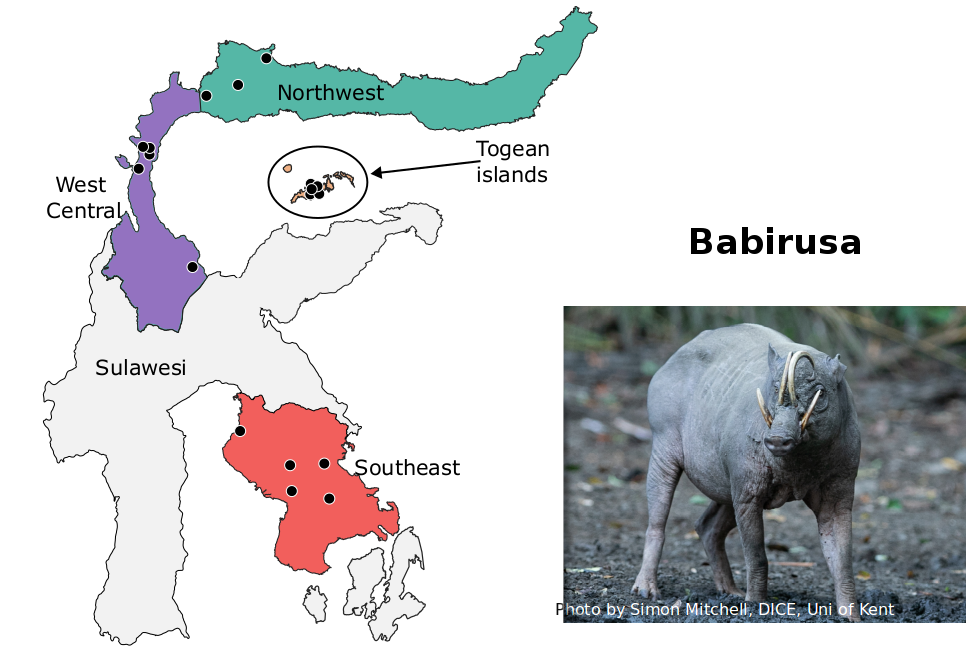 Northwest
Togean
islands
West
Central
Babirusa
Sulawesi
Southeast
Photo by Simon Mitchell, DICE, Uni of Kent